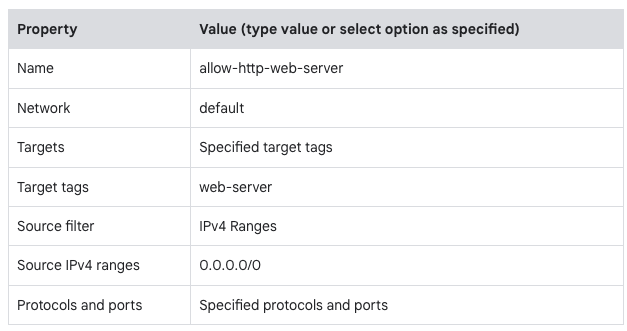 Property Value (type value or select option as specified)
Name allow-http-web-server
Network default
Targets Specified target tags
Target tags web-server
Source filter IPv4 Ranges
Source IPv4 ranges 0.0.0.0/0
Protocols and ports Specified protocols and ports